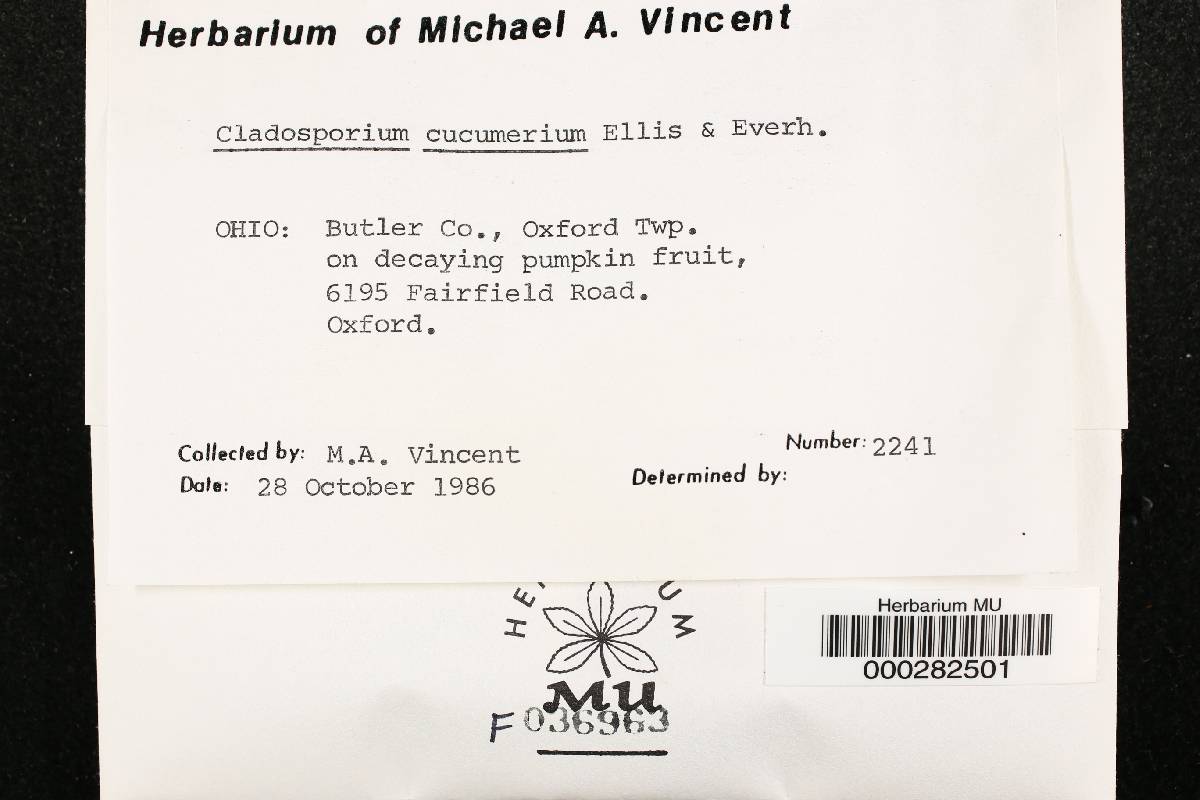 Herbarium of Michael A. Vincent
Cladosporium cucumerium Ellis & Everh.
OHIO: Butler Co., Oxford Twp.
on decaying pumpkin fruit,
6195 Fairfield Road.
Oxford.
Collected by: M.A. Vincent
Number: 2241
Date: 28 October 1986
Determined by:
MU
F 036963
Herbarium MU
000282501